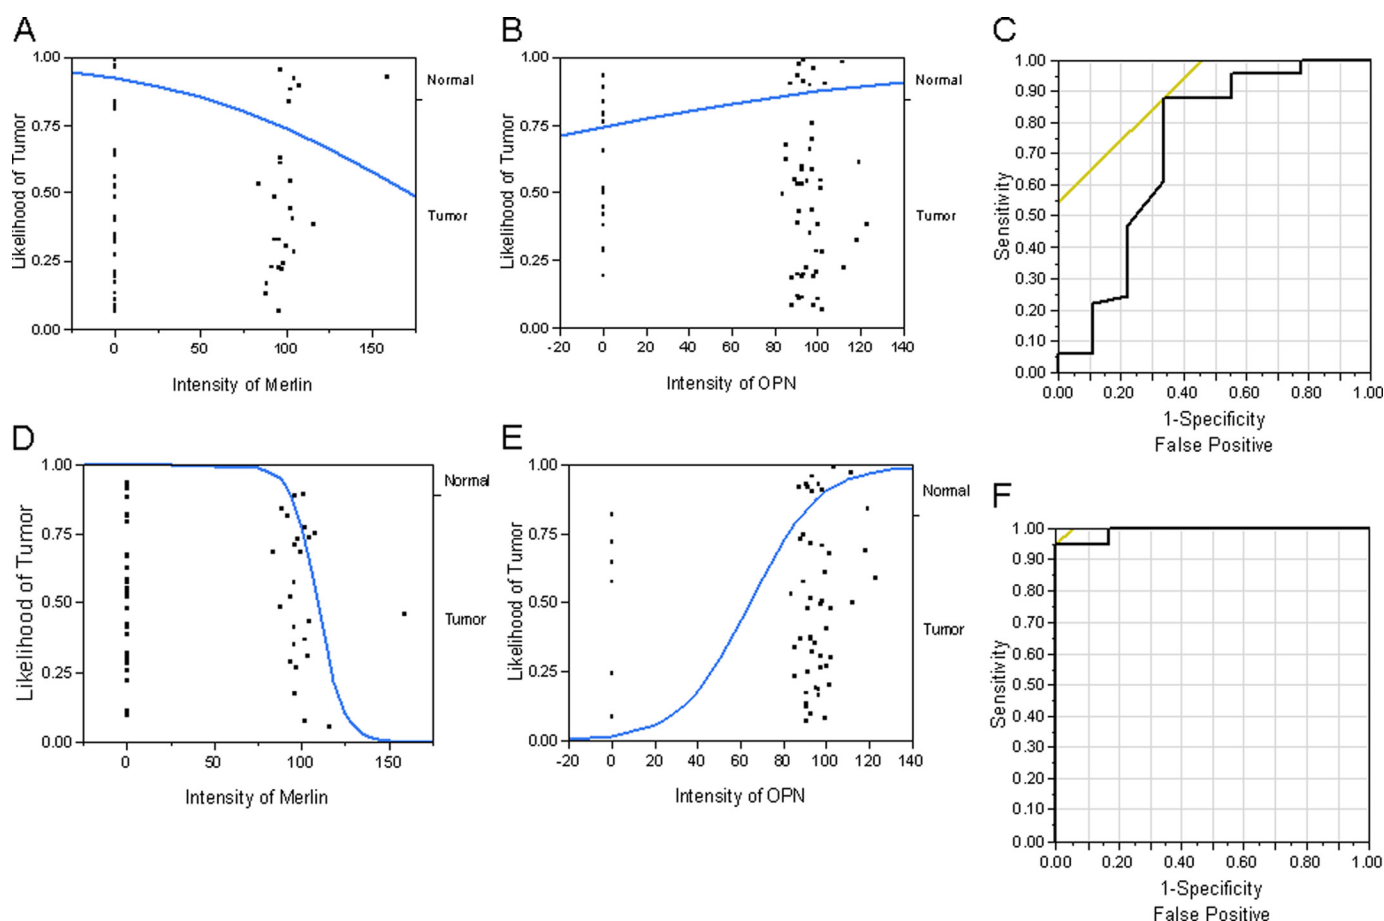 A
1.00
0.75
0.50
0.25
0.00
Likelihood of Tumor
Normal
Tumor
0
50
100
150
Intensity of Merlin
B
1.00
0.75
0.50
0.25
0.00
Likelihood of Tumor
Normal
Tumor
-20
0
20
40
60
80
100
120
140
Intensity of OPN
C
1.00
0.90
0.80
0.70
0.60
0.50
0.40
0.30
0.20
0.10
0.00
Sensitivity
0.00
0.20
0.40
0.60
0.80
1.00
1-Specificity
False Positive
D
1.00
0.75
0.50
0.25
0.00
Likelihood of Tumor
Normal
Tumor
0
50
100
150
Intensity of Merlin
E
1.00
0.75
0.50
0.25
0.00
Likelihood of Tumor
Normal
Tumor
-20
0
20
40
60
80
100
120
140
Intensity of OPN
F
1.00
0.90
0.80
0.70
0.60
0.50
0.40
0.30
0.20
0.10
0.00
Sensitivity
0.00
0.20
0.40
0.60
0.80
1.00
1-Specificity
False Positive